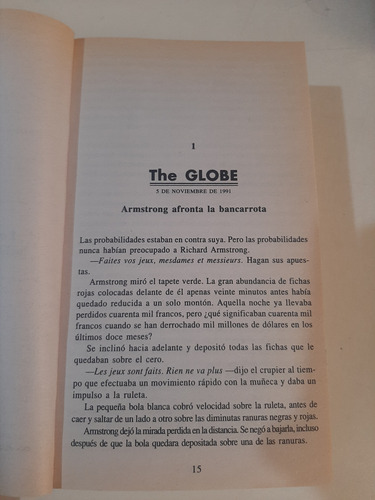 1
The GLOBE
5 DE NOVIEMBRE DE 1991
Armstrong afronta la bancarrota
Las probabilidades estaban en contra suya. Pero las probabilidades
nunca habían preocupado a Richard Armstrong.
—Faites vos jeux, mesdames et messieurs. Hagan sus apues-
tas.
Armstrong miró el tapete verde. La gran abundancia de fichas
rojas colocadas delante de él apenas veinte minutos antes había
quedado reducida a un solo montón. Aquella noche ya llevaba
perdidos cuarenta mil francos, pero ¿qué significaban cuarenta mil
francos cuando se han derrochado mil millones de dólares en los
últimos doce meses?
Se inclinó hacia adelante y depositó todas las fichas que le
quedaban sobre el cero.
—Les jeux sont faits. Rien ne va plus —dijo el crupier al tiem-
po que efectuaba un movimiento rápido con la muñeca y daba un
impulso a la ruleta.
La pequeña bola blanca cobró velocidad sobre la ruleta, antes de
caer y saltar de un lado a otro sobre las diminutas ranuras negras y rojas.
Armstrong dejó la mirada perdida en la distancia. Se negó a bajarla, incluso
después de que la bola quedara depositada sobre una de las ranuras.
15